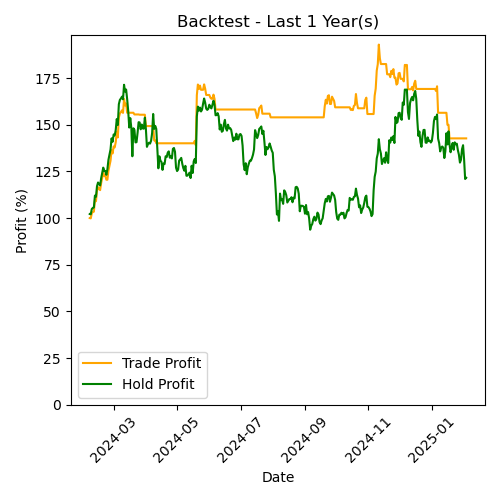 Backtest - Last 1 Year(s)
Profit (%)
175
150
125
100
75
50
25
0
Trade Profit
Hold Profit
2024-03
2024-05
2024-07
2024-09
2024-11
2025-01
Date